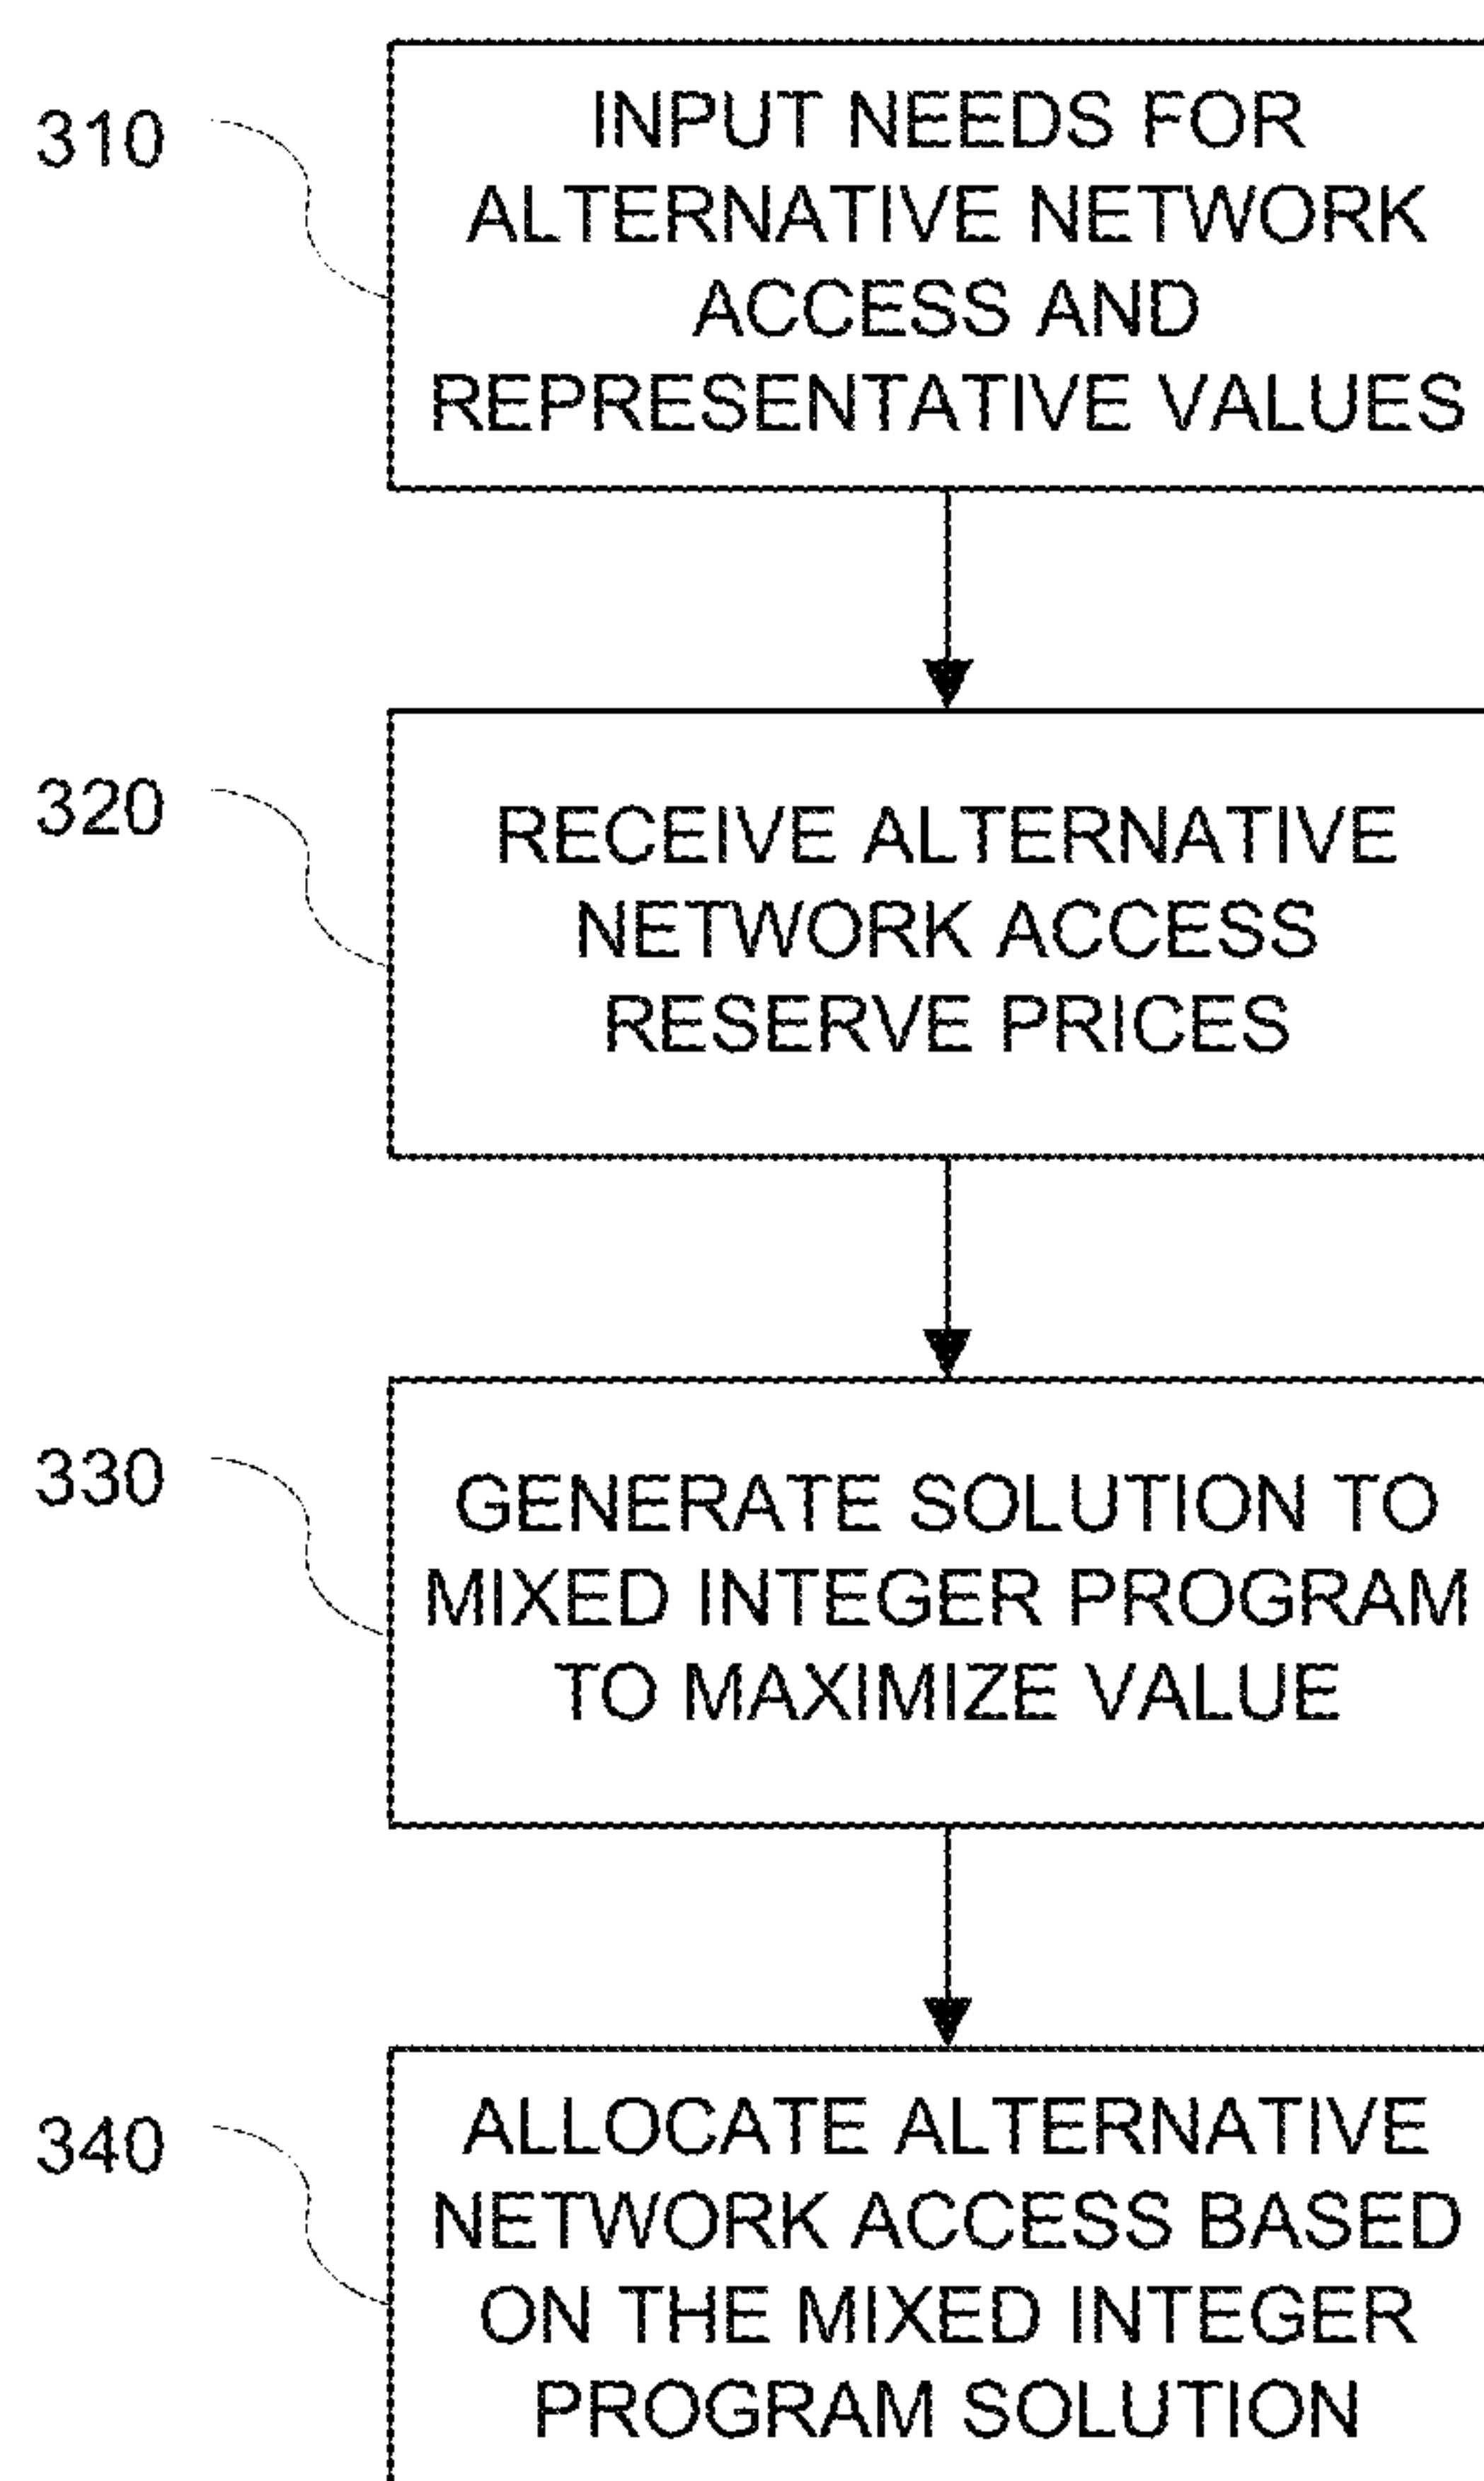 310
INPUT NEEDS FOR
ALTERNATIVE NETWORK
ACCESS AND
REPRESENTATIVE VALUES
320
RECEIVE ALTERNATIVE
NETWORK ACCESS
RESERVE PRICES
330
GENERATE SOLUTION TO
MIXED INTEGER PROGRAM
TO MAXIMIZE VALUE
340
ALLOCATE ALTERNATIVE
NETWORK ACCESS BASED
ON THE MIXED INTEGER
PROGRAM SOLUTION